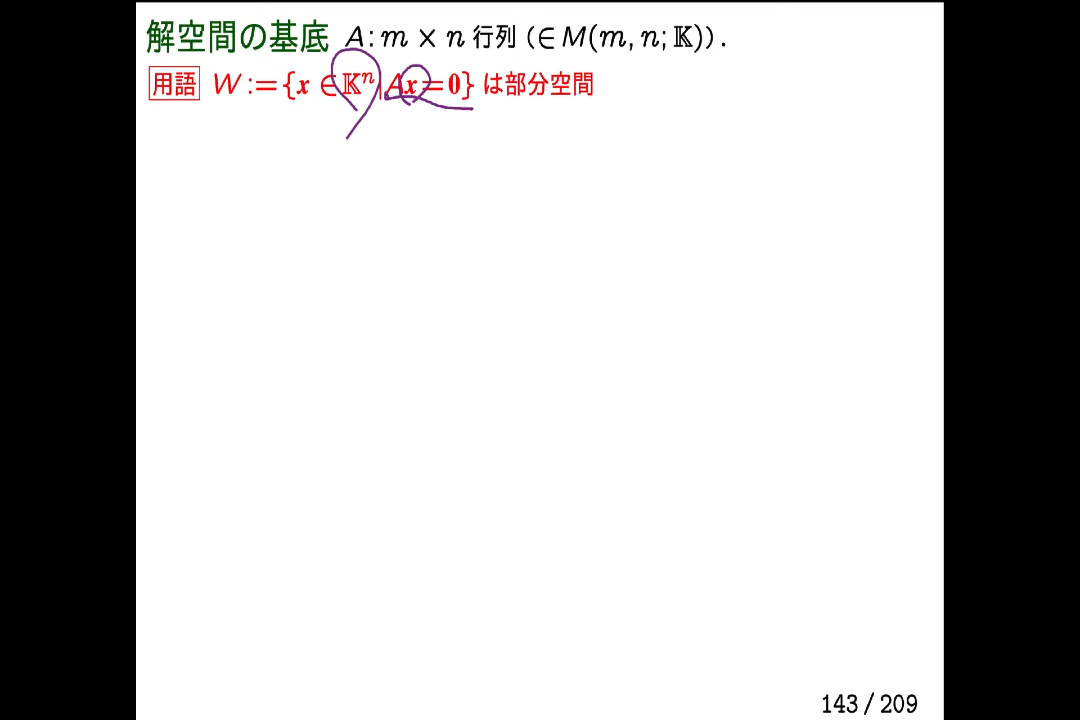 解空間の基底 A: m × n 行列 (∈ M(m, n; 𝕂)).
用語 W := {x ∈ 𝕂ⁿ | Ax = 0} は部分空間
143 / 209